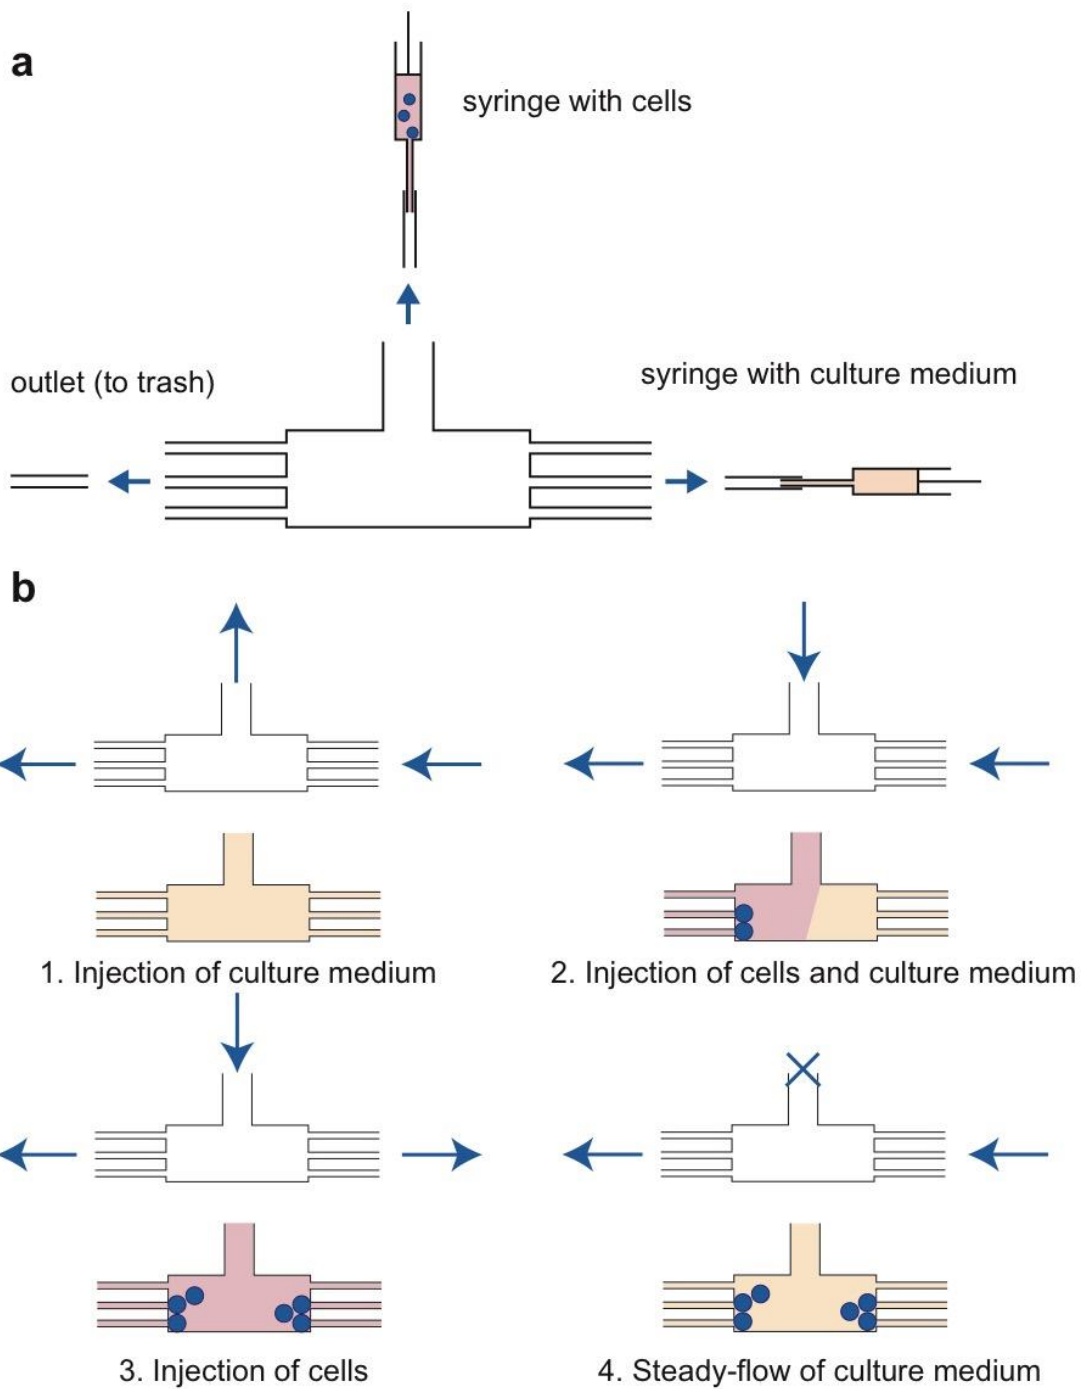 a
syringe with cells
outlet (to trash)
syringe with culture medium
b
1. Injection of culture medium
2. Injection of cells and culture medium
3. Injection of cells
4. Steady-flow of culture medium